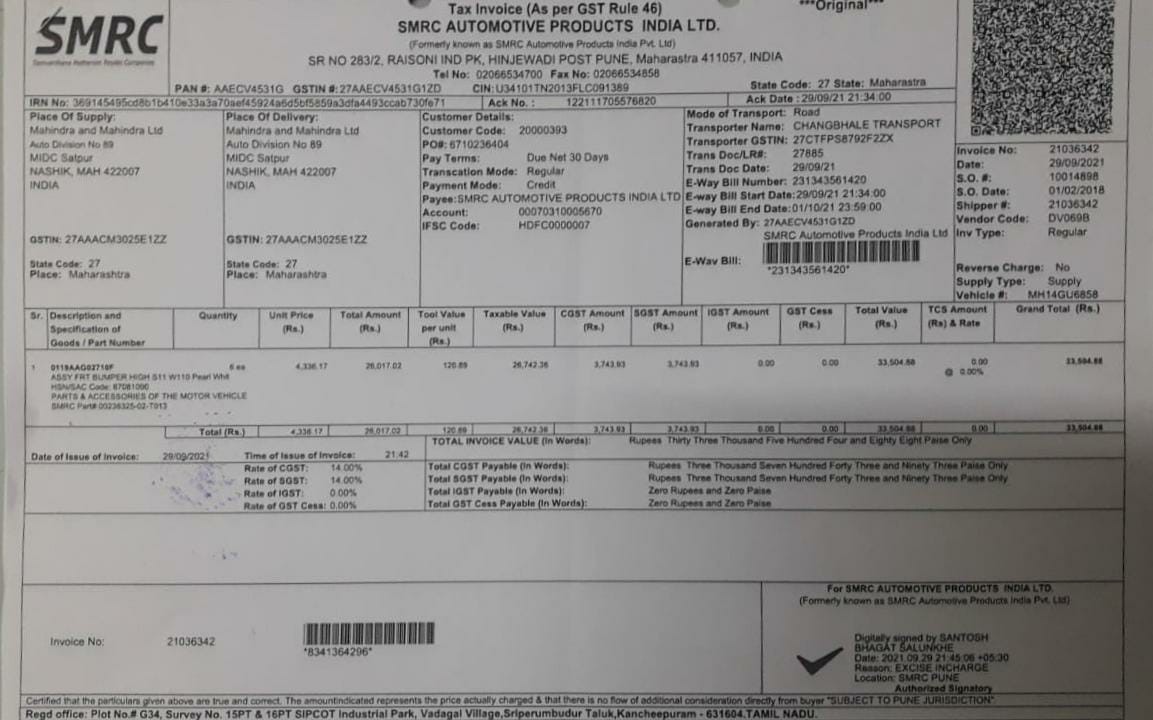 SMRC
Samvardhana Motherson Reydel Companies
***Original***
Tax Invoice (As per GST Rule 46)
SMRC AUTOMOTIVE PRODUCTS INDIA LTD.
(Formerly known as SMRC Automotive Products India Pvt. Ltd)
SR NO 283/2, RAISONI IND PK, HINJEWADI POST PUNE, Maharastra 411057, INDIA
Tel No: 02066534700 Fax No: 02066534858
PAN #: AAECV4531G GSTIN #:27AAECV4531G1ZD CIN:U34101TN2013FLC091389 State Code: 27 State: Maharastra
Ack No. : 122111705576820 Ack Date :29/09/21 21:34:00
Place Of Supply:
Mahindra and Mahindra Ltd
Auto Division No 89
MIDC Satpur
NASHIK, MAH 422007
INDIA
GSTIN: 27AAACM3025E1ZZ
State Code: 27
Place: Maharashtra
Place Of Delivery:
Mahindra and Mahindra Ltd
Auto Division No 89
MIDC Satpur
NASHIK, MAH 422007
INDIA
GSTIN: 27AAACM3025E1ZZ
State Code: 27
Place: Maharashtra
Customer Details:
Customer Code: 20000393
PO#: 6710236404
Pay Terms: Due Net 30 Days
Transcation Mode: Regular
Payment Mode: Credit
Payee:SMRC AUTOMOTIVE PRODUCTS INDIA LTD
Account: 00070310005670
IFSC Code: HDFC0000007
Mode of Transport: Road
Transporter Name: CHANGBHALE TRANSPORT
Transporter GSTIN: 27CTFPS8792F2ZX
Trans Doc/LR#: 27885
Trans Doc Date: 29/09/21
E-Way Bill Number: 231343561420
E-way Bill Start Date:29/09/21 21:34:00
E-way Bill End Date:01/10/21 23:59:00
Generated By: 27AAECV4531G1ZD
SMRC Automotive Products India Ltd
E-Wav Bill:
*231343561420*
Invoice No: 21036342
Date: 29/09/2021
S.O. #: 10014898
S.O. Date: 01/02/2018
Shipper #: 21036342
Vendor Code: DV069B
Inv Type: Regular
Reverse Charge: No
Supply Type: Supply
Vehicle #: MH14GU6858
Sr. Description and Specification of Goods / Part Number Quantity Unit Price (Rs.) Total Amount (Rs.) Tool Value per unit (Rs.) Taxable Value (Rs.) CGST Amount (Rs.) SGST Amount (Rs.) IGST Amount (Rs.) GST Cess (Rs.) Total Value (Rs.) TCS Amount (Rs) & Rate Grand Total (Rs.)
1 0119AAG02710F 6 ea 4,336.17 26,017.02 120.89 26,742.36 3,743.93 3,743.93 0.00 0.00 33,504.88 0.00 33,504.88
@ 0.00%
ASSY FRT BUMPER HIGH S11 W110 Pearl Whit
HSN/SAC Code: 87081090
PARTS & ACCESSORIES OF THE MOTOR VEHICLE
SMRC Part# 00236325-02-T013
Total (Rs.) 4,336.17 26,017.02 120.89 26,742.36 3,743.93 3,743.93 0.00 0.00 33,504.88 0.00 33,504.88
TOTAL INVOICE VALUE (In Words): Rupees Thirty Three Thousand Five Hundred Four and Eighty Eight Paise Only
Date of Issue of Invoice: 29/09/2021 Time of Issue of Invoice: 21.42
Rate of CGST: 14.00% Total CGST Payable (In Words): Rupees Three Thousand Seven Hundred Forty Three and Ninety Three Paise Only
Rate of SGST: 14.00% Total SGST Payable (In Words): Rupees Three Thousand Seven Hundred Forty Three and Ninety Three Paise Only
Rate of IGST: 0.00% Total IGST Payable (In Words): Zero Rupees and Zero Paise
Rate of GST Cess: 0.00% Total GST Cess Payable (In Words): Zero Rupees and Zero Paise
For SMRC AUTOMOTIVE PRODUCTS INDIA LTD.
(Formerly known as SMRC Automotive Products India Pvt. Ltd)
Invoice No: 21036342
*8341364296*
Digitally signed by SANTOSH
BHAGAT SALUNKHE
Date: 2021.09.29 21:45:06 +05:30
Reason: EXCISE INCHARGE
Location: SMRC PUNE
Authorized Signatory
Certified that the particulars given above are true and correct. The amountindicated represents the price actually charged & that there is no flow of additional consideration directly from buyer "SUBJECT TO PUNE JURISDICTION"
Regd office: Plot No.# G34, Survey No. 15PT & 16PT SIPCOT Industrial Park, Vadagal Village,Sriperumbudur Taluk,Kancheepuram - 631604,TAMIL NADU.